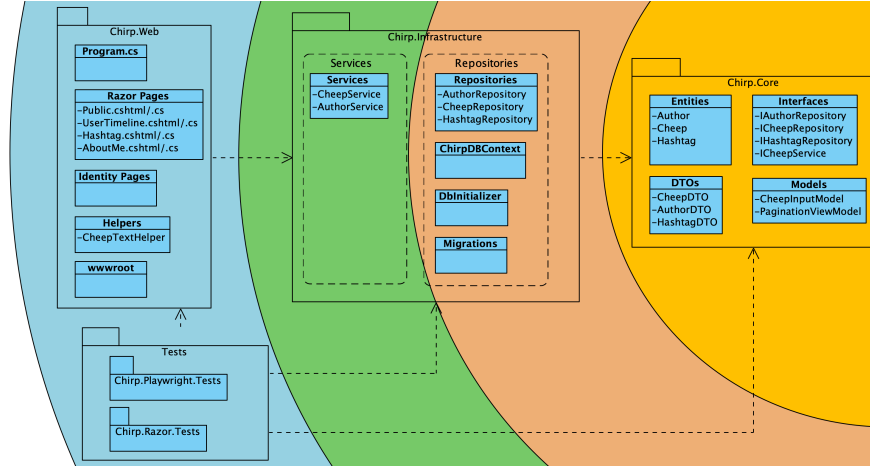 Chirp.Web
Program.cs
Razor Pages
-Public.cshtml/.cs
-UserTimeline.cshtml/.cs
-Hashtag.cshtml/.cs
-AboutMe.cshtml/.cs
Identity Pages
Helpers
-CheepTextHelper
wwwroot
Chirp.Infrastructure
Services
Services
-CheepService
-AuthorService
Repositories
Repositories
-AuthorRepository
-CheepRepository
-HashtagRepository
ChirpDBContext
DbInitializer
Migrations
Chirp.Core
Entities
-Author
-Cheep
-Hashtag
Interfaces
-IAuthorRepository
-ICheepRepository
-IHashtagRepository
-ICheepService
DTOs
-CheepDTO
-AuthorDTO
-HashtagDTO
Models
-CheepInputModel
-PaginationViewModel
Tests
Chirp.Playwright.Tests
Chirp.Razor.Tests